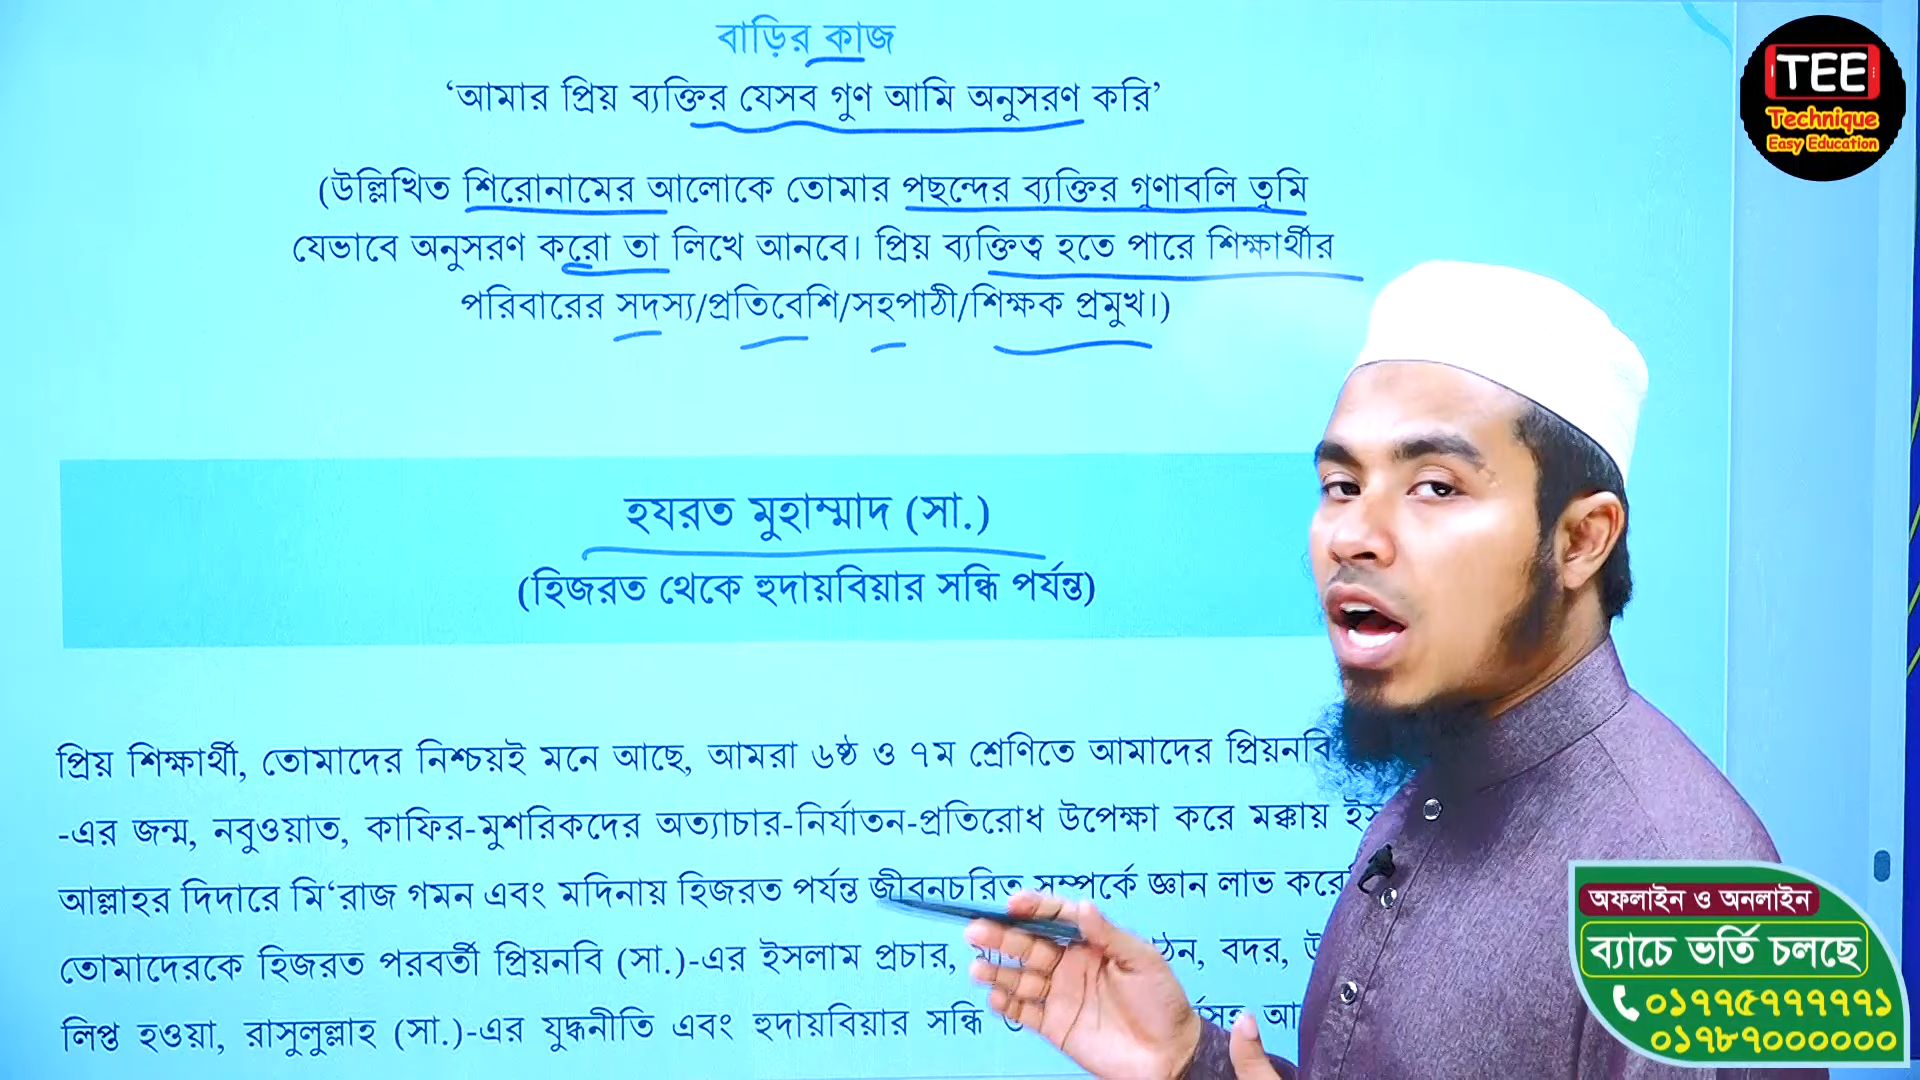 বাড়ির কাজ
‘আমার প্রিয় ব্যক্তির যেসব গুণ আমি অনুসরণ করি’
(উল্লিখিত শিরোনামের আলোকে তোমার পছন্দের ব্যক্তির গুণাবলি তুমি
যেভাবে অনুসরণ করো তা লিখে আনবে। প্রিয় ব্যক্তিত্ব হতে পারে শিক্ষার্থীর
পরিবারের সদস্য/প্রতিবেশি/সহপাঠী/শিক্ষক প্রমুখ।)
হযরত মুহাম্মাদ (সা.)
(হিজরত থেকে হুদায়বিয়ার সন্ধি পর্যন্ত)
প্রিয় শিক্ষার্থী, তোমাদের নিশ্চয়ই মনে আছে, আমরা ৬ষ্ঠ ও ৭ম শ্রেণিতে আমাদের প্রিয়নবি
-এর জন্ম, নবুওয়াত, কাফির-মুশরিকদের অত্যাচার-নির্যাতন-প্রতিরোধ উপেক্ষা করে মক্কায়
আল্লাহর দিদারে মি‘রাজ গমন এবং মদিনায় হিজরত পর্যন্ত জীবনচরিত সম্পর্কে জ্ঞান লাভ
তোমাদেরকে হিজরত পরবর্তী প্রিয়নবি (সা.)-এর ইসলাম প্রচার, বদর,
লিপ্ত হওয়া, রাসুলুল্লাহ (সা.)-এর যুদ্ধনীতি এবং হুদায়বিয়ার সন্ধি
TEE
Technique
Easy Education
অফলাইন ও অনলাইন
ব্যাচে ভর্তি চলছে
০১৭৭৫৭৭৭৭৭১
০১৭৮৭০০০০০০